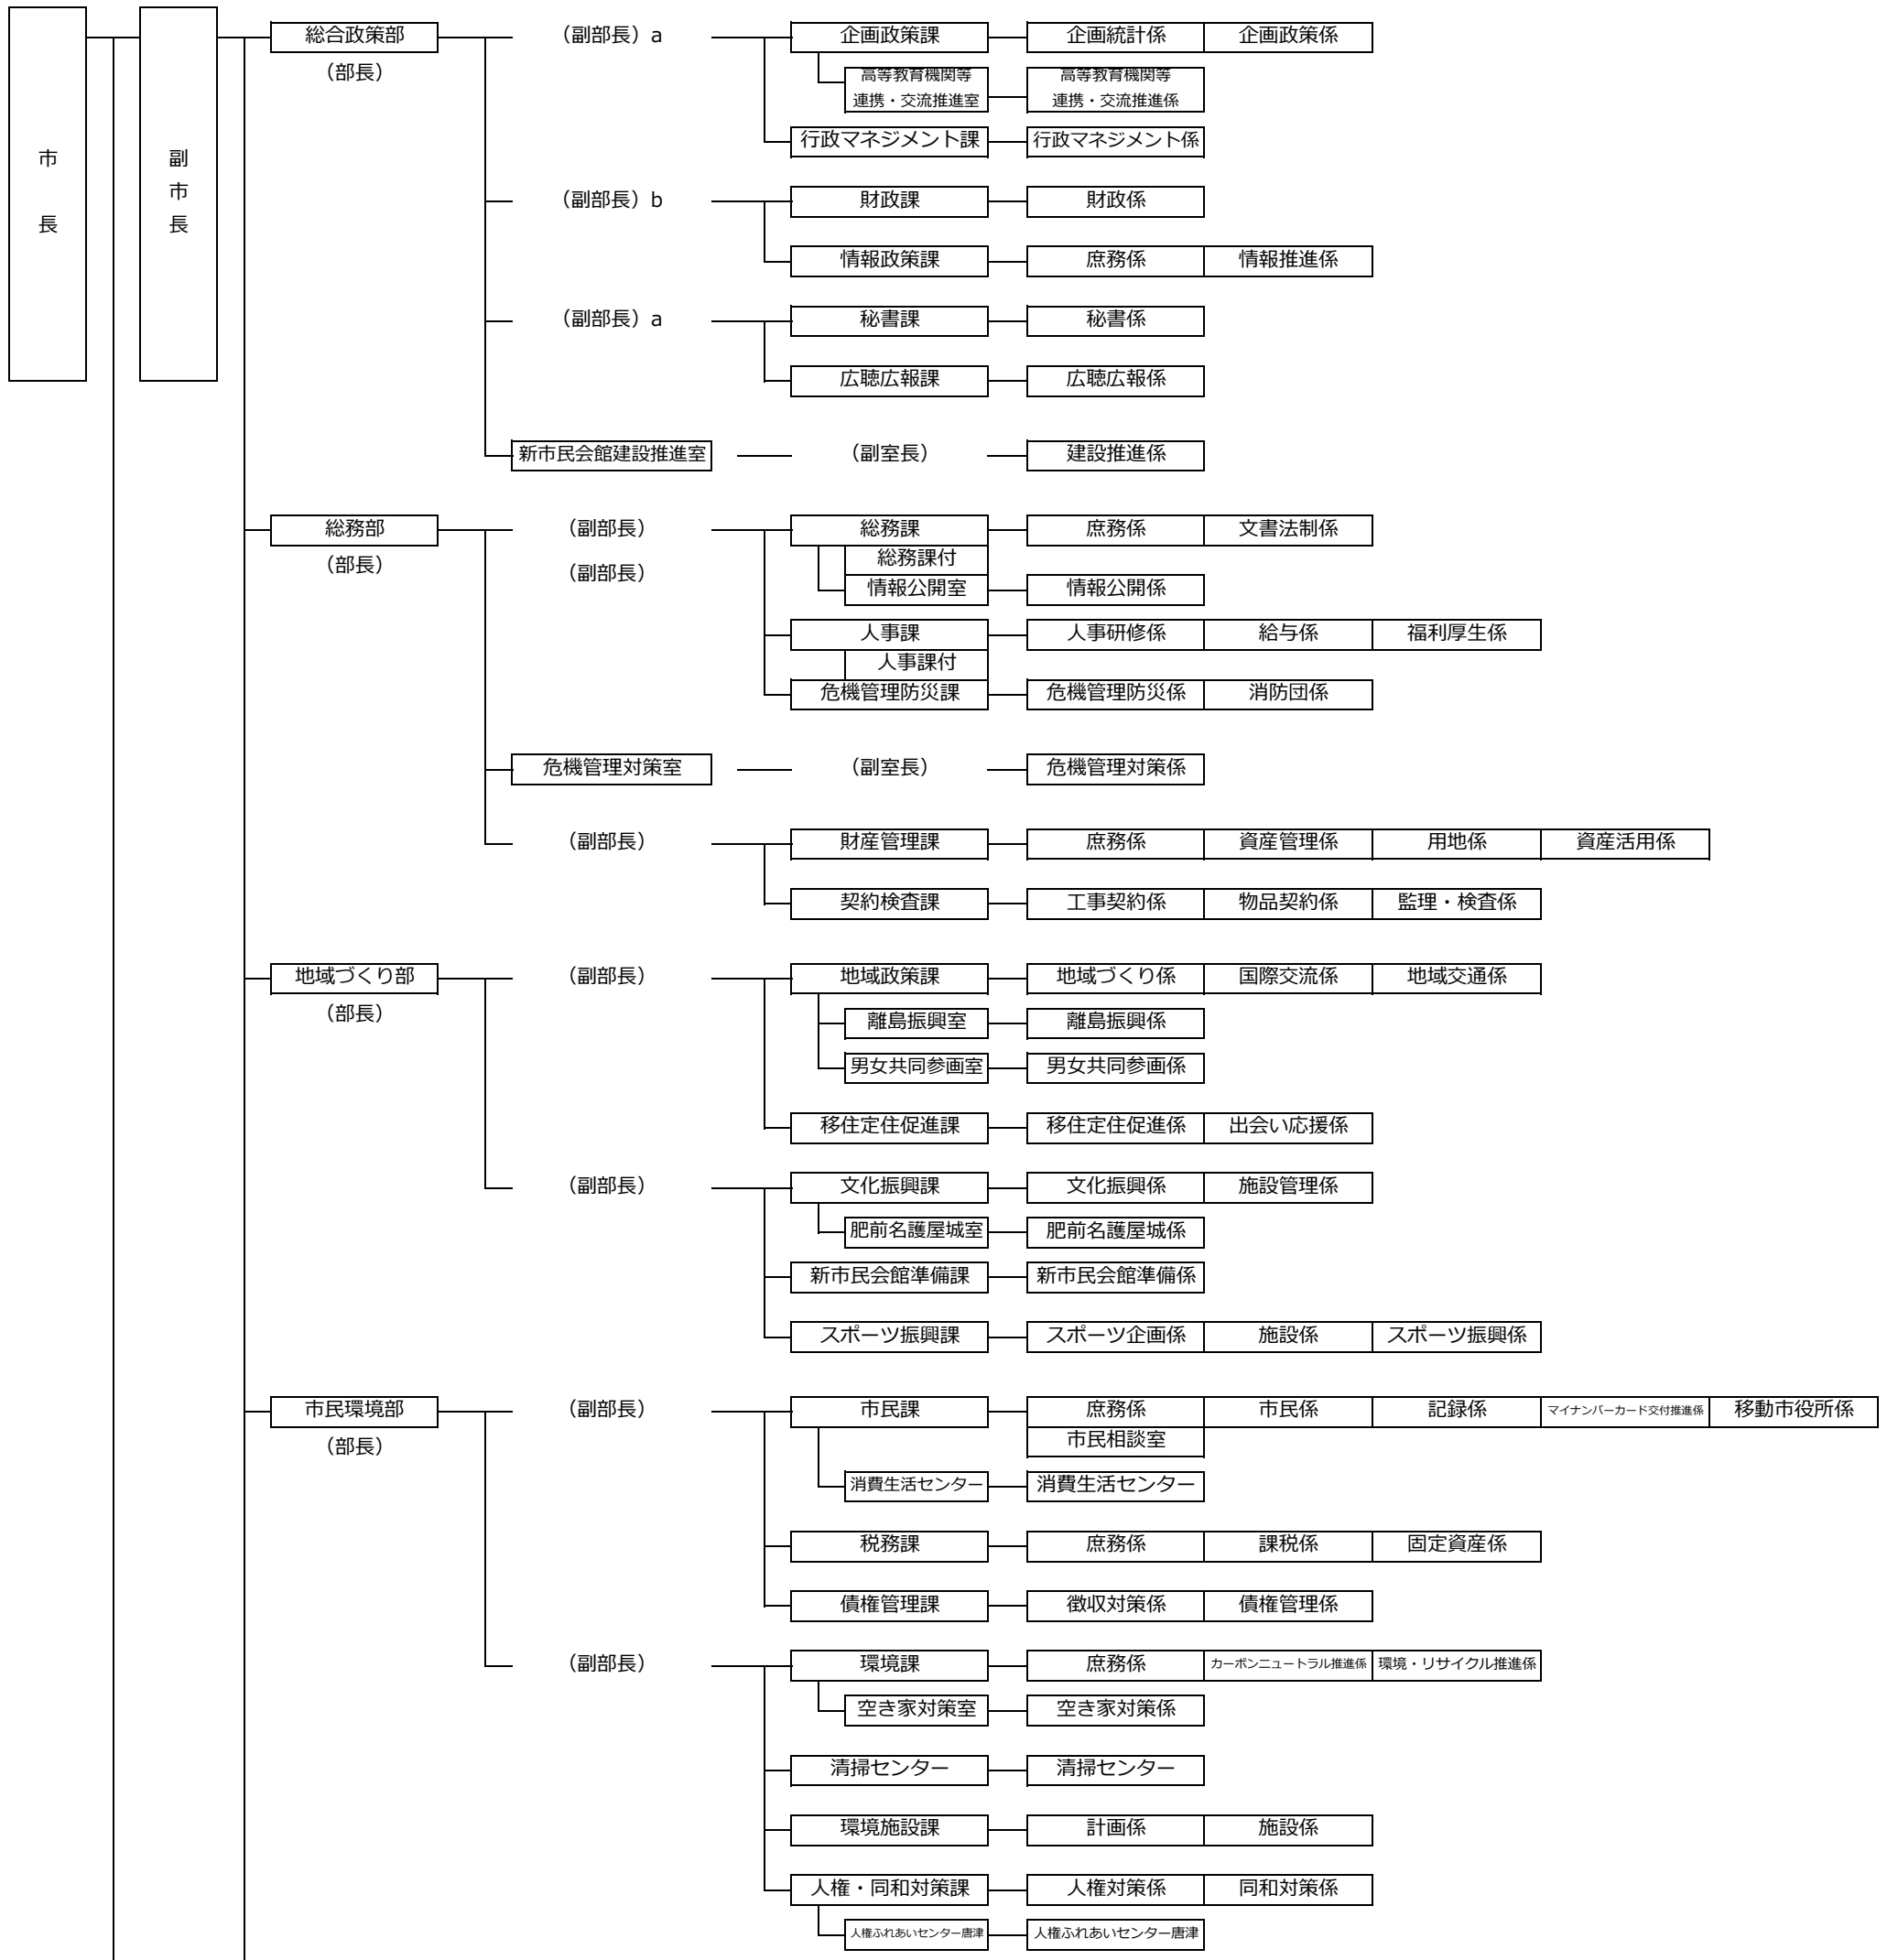 市長
副市長
総合政策部 （副部長）a 企画政策課 企画統計係 企画政策係
（部長）
高等教育機関等 高等教育機関等
連携・交流推進室 連携・交流推進係
行政マネジメント課 行政マネジメント係
（副部長）b 財政課 財政係
情報政策課 庶務係 情報推進係
（副部長）a 秘書課 秘書係
広聴広報課 広聴広報係
新市民会館建設推進室 （副室長） 建設推進係
総務部 （副部長） 総務課 庶務係 文書法制係
（部長） （副部長） 総務課付
情報公開室 情報公開係
人事課 人事研修係 給与係 福利厚生係
人事課付
危機管理防災課 危機管理防災係 消防団係
危機管理対策室 （副室長） 危機管理対策係
（副部長） 財産管理課 庶務係 資産管理係 用地係 資産活用係
契約検査課 工事契約係 物品契約係 監理・検査係
地域づくり部 （副部長） 地域政策課 地域づくり係 国際交流係 地域交通係
（部長） 離島振興室 離島振興係
男女共同参画室 男女共同参画係
移住定住促進課 移住定住促進係 出会い応援係
（副部長） 文化振興課 文化振興係 施設管理係
肥前名護屋城室 肥前名護屋城係
新市民会館準備課 新市民会館準備係
スポーツ振興課 スポーツ企画係 施設係 スポーツ振興係
市民環境部 （副部長） 市民課 庶務係 市民係 記録係 マイナンバーカード交付推進係 移動市役所係
（部長） 市民相談室
消費生活センター 消費生活センター
税務課 庶務係 課税係 固定資産係
債権管理課 徴収対策係 債権管理係
（副部長） 環境課 庶務係 カーボンニュートラル推進係 環境・リサイクル推進係
空き家対策室 空き家対策係
清掃センター 清掃センター
環境施設課 計画係 施設係
人権・同和対策課 人権対策係 同和対策係
人権ふれあいセンター唐津 人権ふれあいセンター唐津